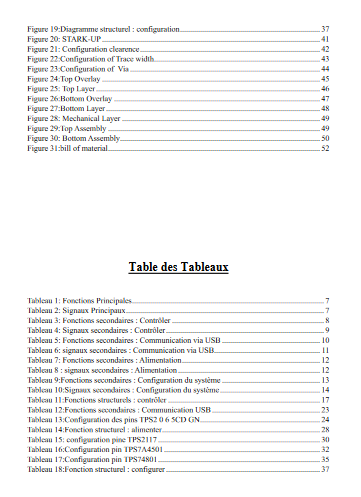 Figure 19:Diagramme structurel : configuration 37
Figure 20: STARK-UP 41
Figure 21: Configuration clearence 42
Figure 22:Configuration of Trace width 43
Figure 23:Configuration of Via 44
Figure 24:Top Overlay 45
Figure 25: Top Layer 46
Figure 26:Bottom Overlay 47
Figure 27:Bottom Layer 48
Figure 28: Mechanical Layer 49
Figure 29:Top Assembly 49
Figure 30: Bottom Assembly 50
Figure 31:bill of material 52
Table des Tableaux
Tableau 1: Fonctions Principales 7
Tableau 2: Signaux Principaux 7
Tableau 3: Fonctions secondaires : Contrôler 8
Tableau 4: Signaux secondaires : Contrôler 9
Tableau 5: Fonctions secondaires : Communication via USB 10
Tableau 6: signaux secondaires : Communication via USB 11
Tableau 7: Fonctions secondaires : Alimentation 12
Tableau 8 : signaux secondaires : Alimentation 12
Tableau 9:Fonctions secondaires : Configuration du système 13
Tableau 10:Signaux secondaires : Configuration du système 14
Tableau 11:Fonction structurels : contrôler 17
Tableau 12:Fonctions secondaires : Communication USB 23
Tableau 13:Configuration des pins TPS2 0 6 5CD GN 24
Tableau 14:Fonction structurel : alimenter 28
Tableau 15: configuration pine TPS2117 30
Tableau 16:Configuration pin TPS7A4501 32
Tableau 17:Configuration pin TPS74801 35
Tableau 18:Fonction structurel : configurer 37